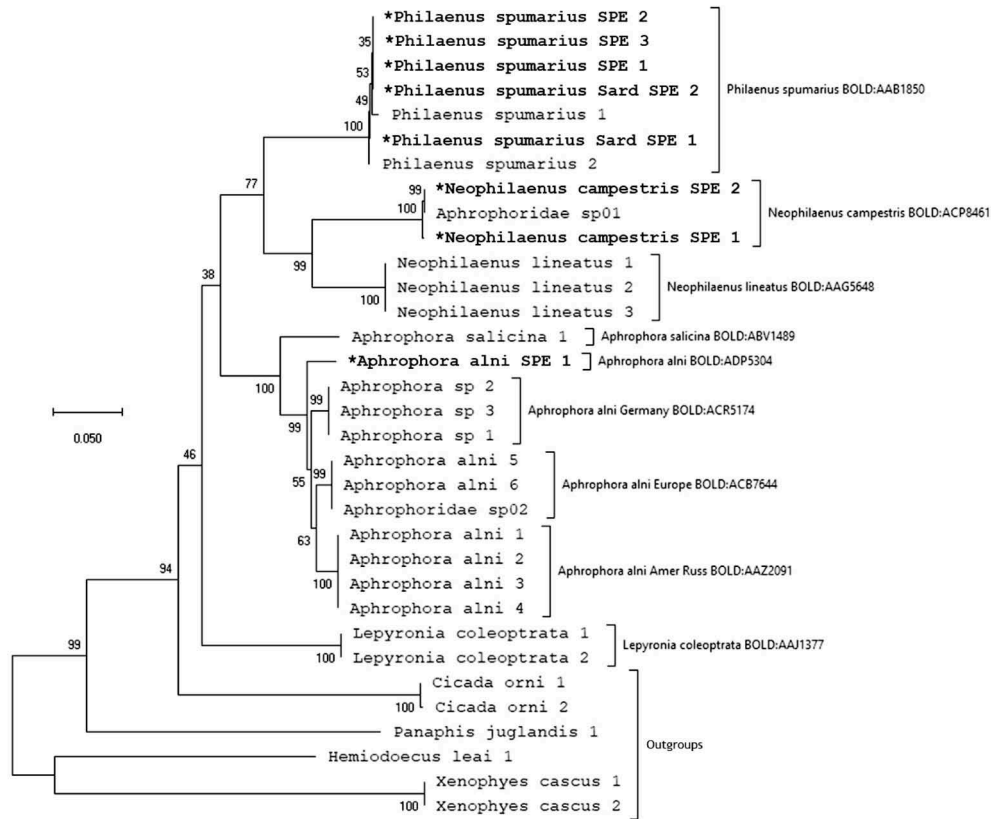 *Philaenus spumarius SPE 2
35
*Philaenus spumarius SPE 3
53
*Philaenus spumarius SPE 1
49
*Philaenus spumarius Sard SPE 2
Philaenus spumarius BOLD:AAB1850
Philaenus spumarius 1
100
*Philaenus spumarius Sard SPE 1
Philaenus spumarius 2
77
99
*Neophilaenus campestris SPE 2
100
Aphrophoridae sp01
Neophilaenus campestris BOLD:ACP8461
*Neophilaenus campestris SPE 1
99
Neophilaenus lineatus 1
38
Neophilaenus lineatus 2
Neophilaenus lineatus BOLD:AAG5648
100
Neophilaenus lineatus 3
Aphrophora salicina 1
Aphrophora salicina BOLD:ABV1489
*Aphrophora alni SPE 1
Aphrophora alni BOLD:ADP5304
100
Aphrophora sp 2
99
Aphrophora sp 3
Aphrophora alni Germany BOLD:ACR5174
99
Aphrophora sp 1
0.050
46
Aphrophora alni 5
99
55
Aphrophora alni 6
Aphrophora alni Europe BOLD:ACB7644
Aphrophoridae sp02
63
Aphrophora alni 1
Aphrophora alni 2
94
Aphrophora alni Amer Russ BOLD:AAZ2091
100
Aphrophora alni 3
Aphrophora alni 4
Lepyronia coleoptrata 1
99
Lepyronia coleoptrata BOLD:AAJ1377
100
Lepyronia coleoptrata 2
Cicada orni 1
100
Cicada orni 2
Panaphis juglandis 1
Outgroups
Hemiodoecus leai 1
Xenophyes cascus 1
100
Xenophyes cascus 2